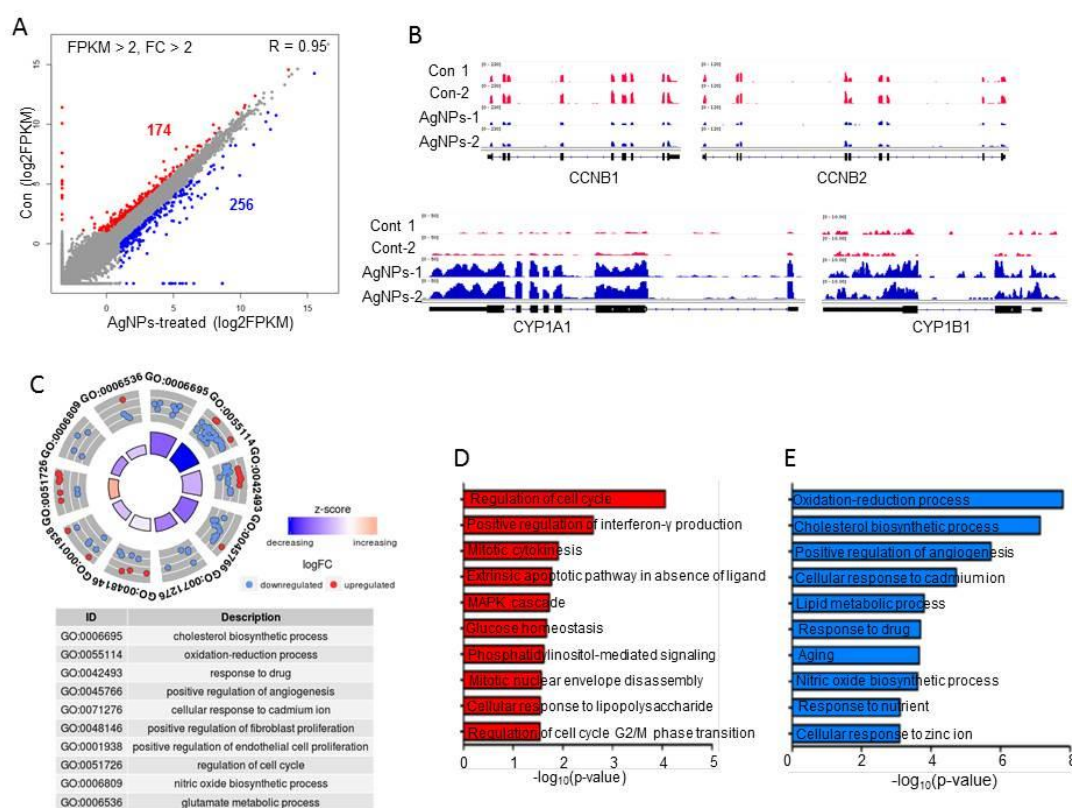 A
FPKM > 2, FC > 2
R = 0.95
174
256
Con (log2FPKM)
15
10
5
0
0
5
10
15
AgNPs-treated (log2FPKM)
B
Con 1
Con-2
AgNPs-1
AgNPs-2
CCNB1
CCNB2
Cont 1
Cont-2
AgNPs-1
AgNPs-2
CYP1A1
CYP1B1
C
GO:0006695
GO:0055114
GO:0042493
GO:0045766
GO:0071276
GO:0048146
GO:0001938
GO:0051726
GO:0006809
GO:0006536
z-score
decreasing
increasing
logFC
downregulated
upregulated
ID Description
GO:0006695 cholesterol biosynthetic process
GO:0055114 oxidation-reduction process
GO:0042493 response to drug
GO:0045766 positive regulation of angiogenesis
GO:0071276 cellular response to cadmium ion
GO:0048146 positive regulation of fibroblast proliferation
GO:0001938 positive regulation of endothelial cell proliferation
GO:0051726 regulation of cell cycle
GO:0006809 nitric oxide biosynthetic process
GO:0006536 glutamate metabolic process
D
Regulation of cell cycle
Positive regulation of interferon-γ production
Mitotic cytokinesis
Extrinsic apoptotic pathway in absence of ligand
MAPK cascade
Glucose homeostasis
Phosphatidylinositol-mediated signaling
Mitotic nuclear envelope disassembly
Cellular response to lipopolysaccharide
Regulation of cell cycle G2/M phase transition
0 1 2 3 4 5
-log10(p-value)
E
Oxidation-reduction process
Cholesterol biosynthetic process
Positive regulation of angiogenesis
Cellular response to cadmium ion
Lipid metabolic process
Response to drug
Aging
Nitric oxide biosynthetic process
Response to nutrient
Cellular response to zinc ion
0 2 4 6 8
-log10(p-value)